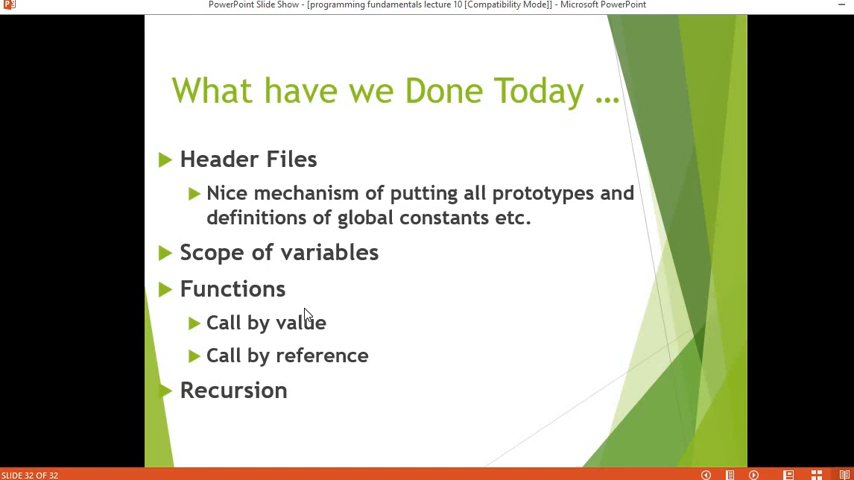 PowerPoint Slide Show - [programming fundamentals lecture 10 [Compatibility Mode]] - Microsoft PowerPoint
What have we Done Today ...
Header Files
Nice mechanism of putting all prototypes and
definitions of global constants etc.
Scope of variables
Functions
Call by value
Call by reference
Recursion
SLIDE 32 OF 32